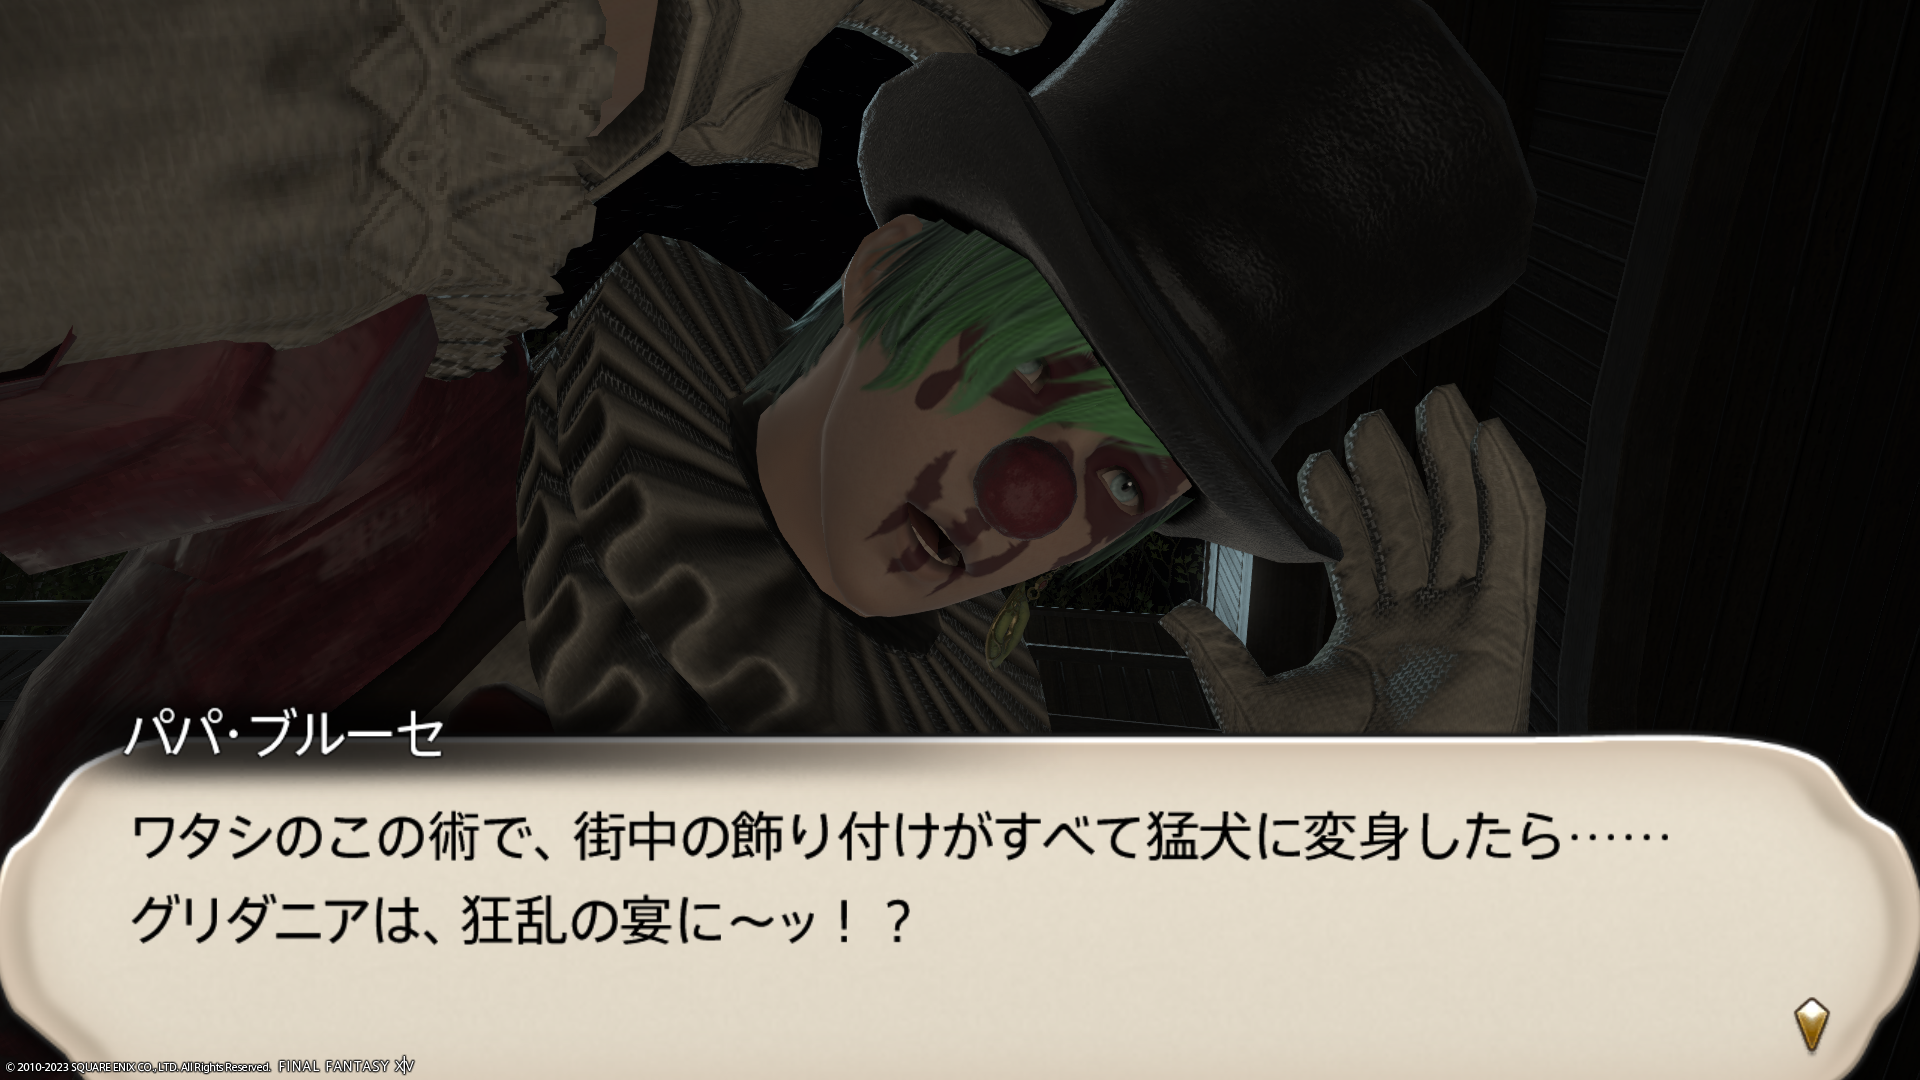 パパ・ブルーセ
ワタシのこの術で、街中の飾り付けがすべて猛犬に変身したら……
グリダニアは、狂乱の宴に～ッ！？
© 2010-2023 SQUARE ENIX CO., LTD. All Rights Reserved. FINAL FANTASY XIV